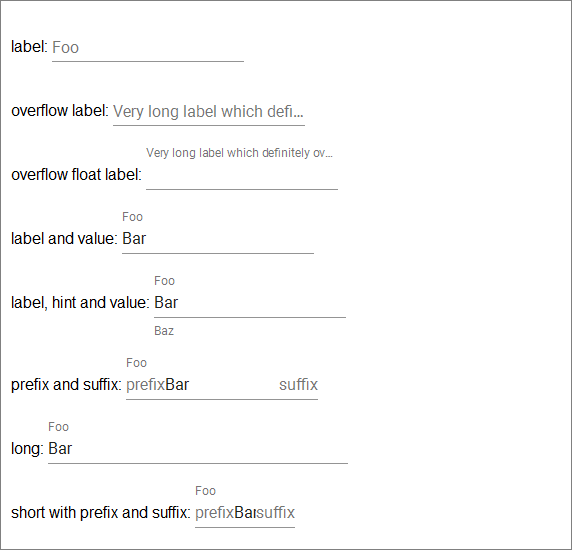 label: Foo
overflow label: Very long label which defi...
Very long label which definitely ov...
overflow float label:
Foo
label and value: Bar
Foo
label, hint and value: Bar
Baz
Foo
prefix and suffix: prefixBar suffix
Foo
long: Bar
Foo
short with prefix and suffix: prefixBarsuffix